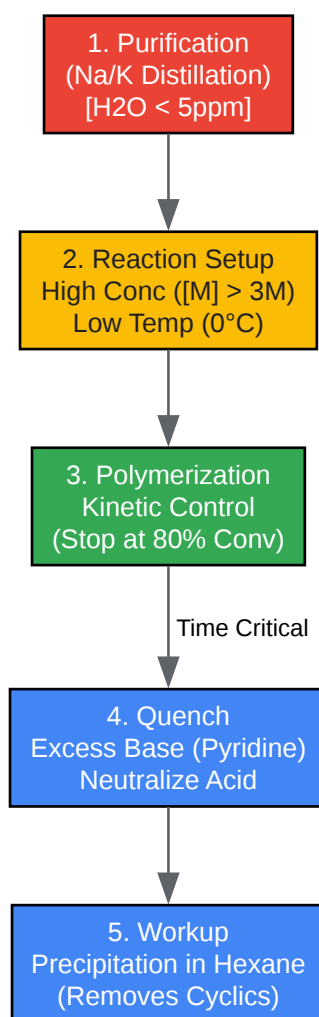 1. Purification
(Na/K Distillation)
[H2O < 5ppm]
2. Reaction Setup
High Conc ([M] > 3M)
Low Temp (0°C)
3. Polymerization
Kinetic Control
(Stop at 80% Conv)
Time Critical
4. Quench
Excess Base (Pyridine)
Neutralize Acid
5. Workup
Precipitation in Hexane
(Removes Cyclics)